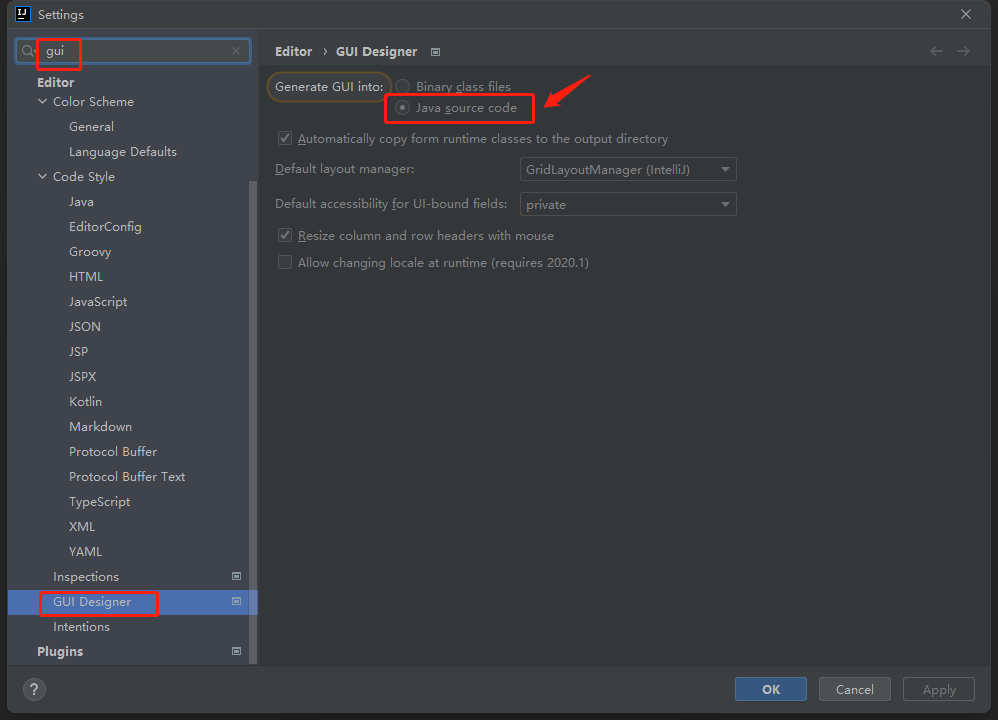 Settings
gui
Editor
Color Scheme
General
Language Defaults
Code Style
Java
EditorConfig
Groovy
HTML
JavaScript
JSON
JSP
JSPX
Kotlin
Markdown
Protocol Buffer
Protocol Buffer Text
TypeScript
XML
YAML
Inspections
GUI Designer
Intentions
Plugins
Editor › GUI Designer
Generate GUI into: Binary class files
Java source code
Automatically copy form runtime classes to the output directory
Default layout manager: GridLayoutManager (IntelliJ)
Default accessibility for UI-bound fields: private
Resize column and row headers with mouse
Allow changing locale at runtime (requires 2020.1)
? OK Cancel Apply